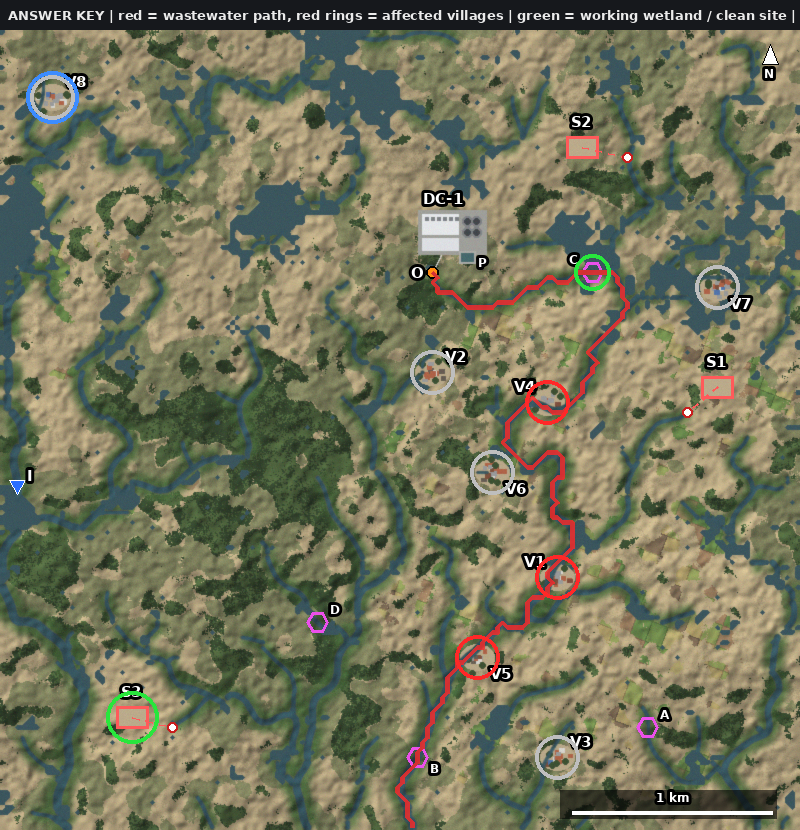 ANSWER KEY | red = wastewater path, red rings = affected villages | green = working wetland / clean site |
V8
N
S2
DC-1
O
P
C
V7
V2
S1
V4
I
V6
V1
D
V5
S3
A
V3
B
1 km